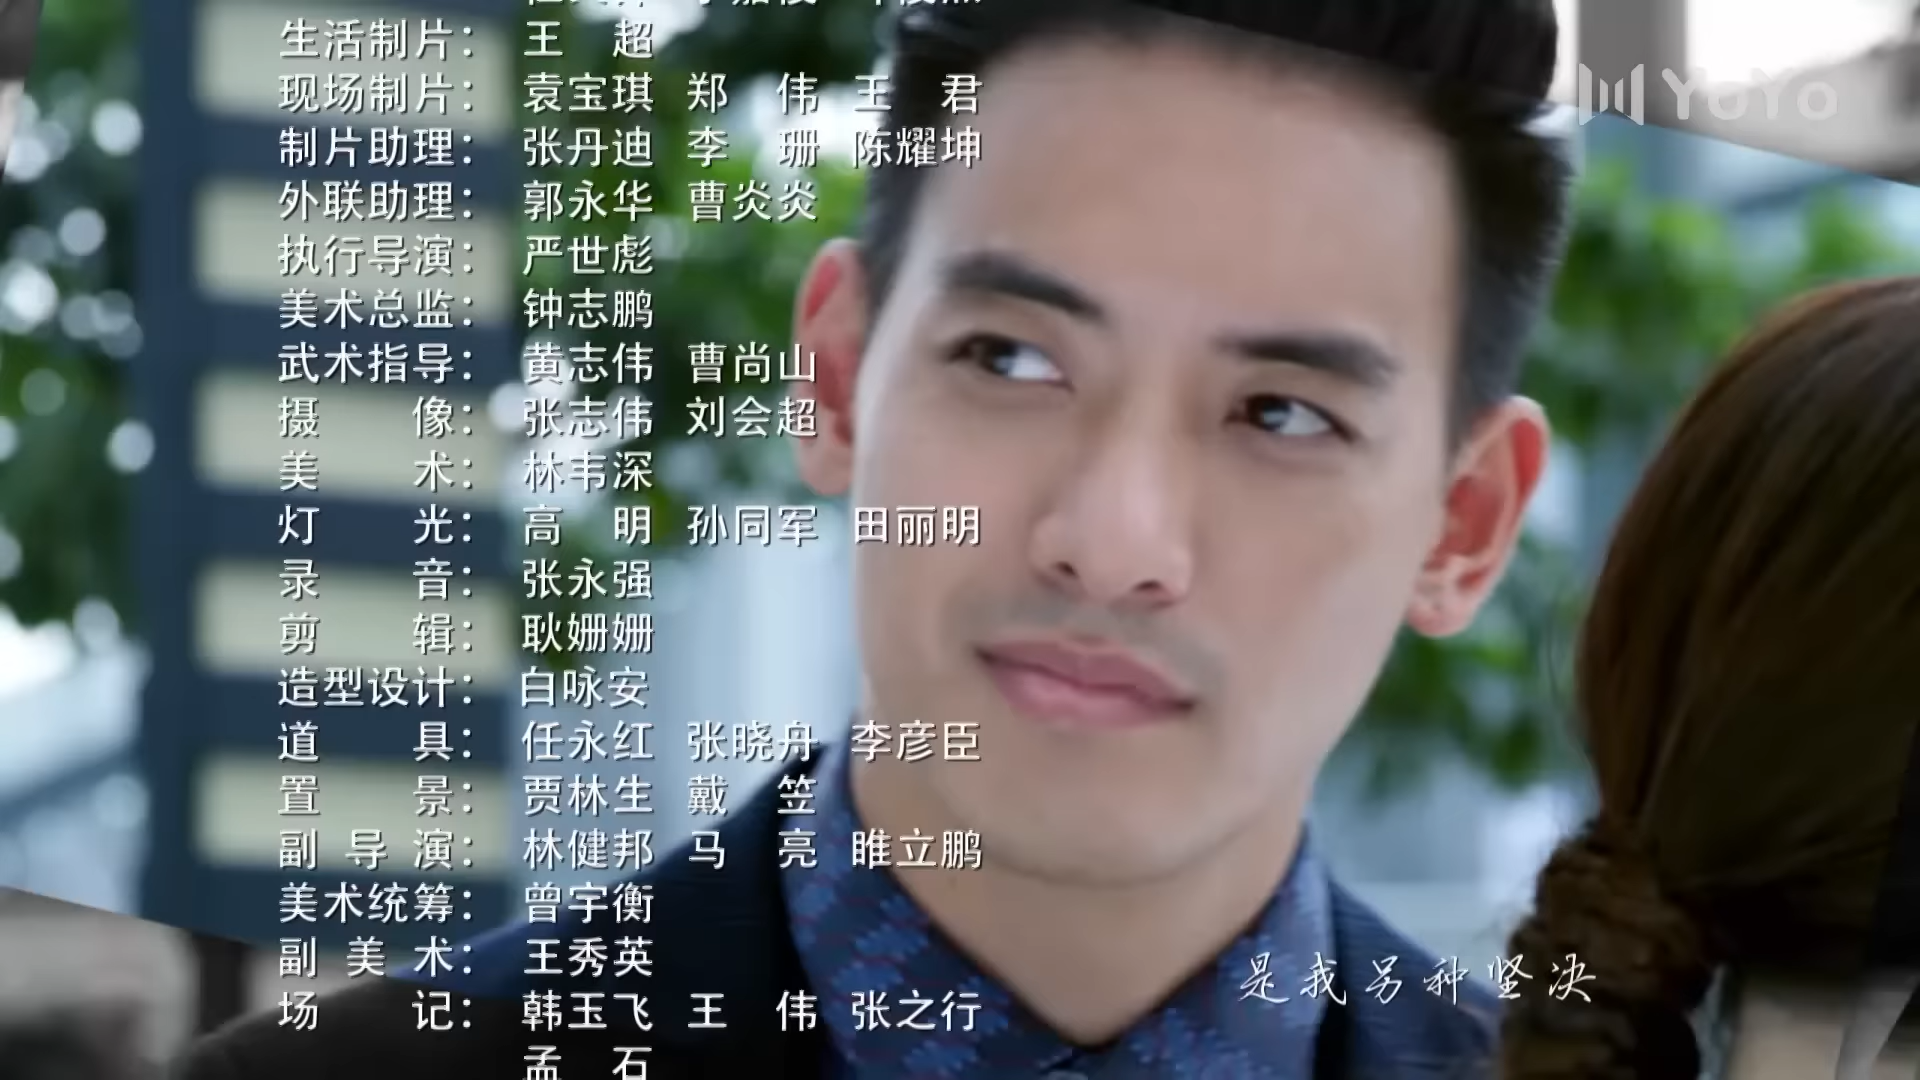 生活制片： 王 超
现场制片： 袁宝琪 郑 伟 王 君
制片助理： 张丹迪 李 珊 陈耀坤
外联助理： 郭永华 曹炎炎
执行导演： 严世彪
美术总监： 钟志鹏
武术指导： 黄志伟 曹尚山
摄 像： 张志伟 刘会超
美 术： 林韦深
灯 光： 高 明 孙同军 田丽明
录 音： 张永强
剪 辑： 耿姗姗
造型设计： 白咏安
道 具： 任永红 张晓舟 李彦臣
置 景： 贾林生 戴 笠
副 导 演： 林健邦 马 亮 睢立鹏
美术统筹： 曾宇衡
副 美 术： 王秀英
场 记： 韩玉飞 王 伟 张之行
孟 石
是我另种坚决
YoYo